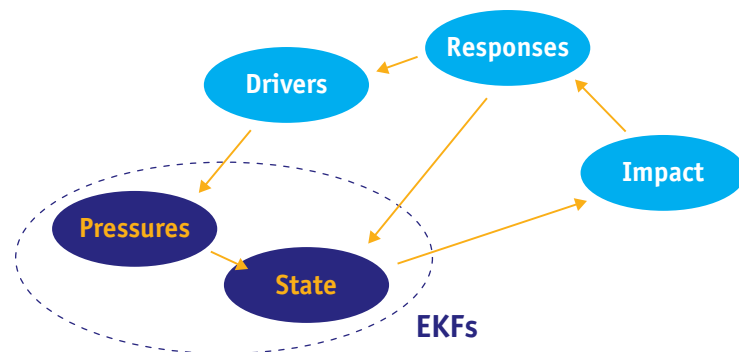 Responses
Drivers
Impact
Pressures
State
EKFs